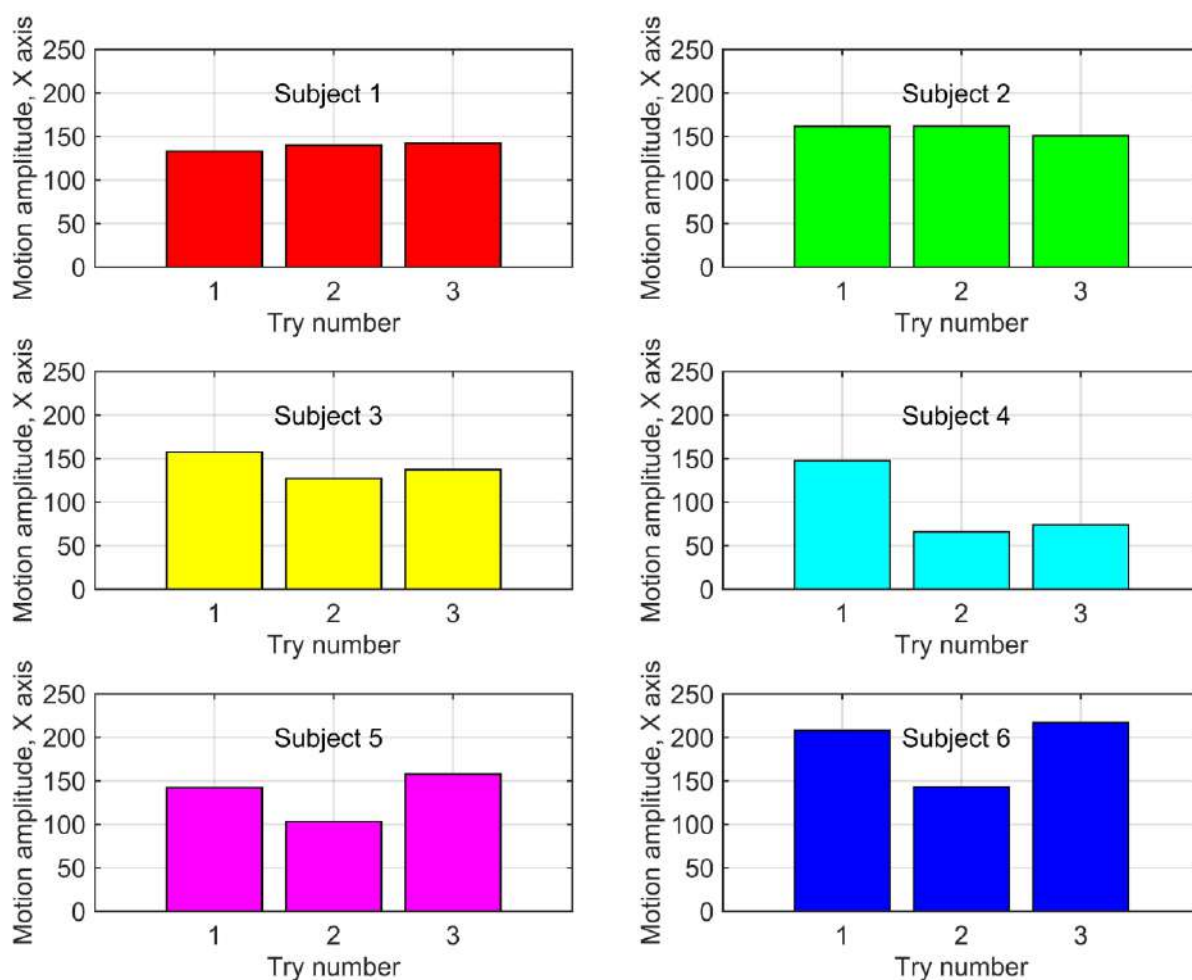 Motion amplitude, X axis
250
200
150
100
50
0
Subject 1
1 2 3
Try number
Motion amplitude, X axis
250
200
150
100
50
0
Subject 2
1 2 3
Try number
Motion amplitude, X axis
250
200
150
100
50
0
Subject 3
1 2 3
Try number
Motion amplitude, X axis
250
200
150
100
50
0
Subject 4
1 2 3
Try number
Motion amplitude, X axis
250
200
150
100
50
0
Subject 5
1 2 3
Try number
Motion amplitude, X axis
250
200
150
100
50
0
Subject 6
1 2 3
Try number